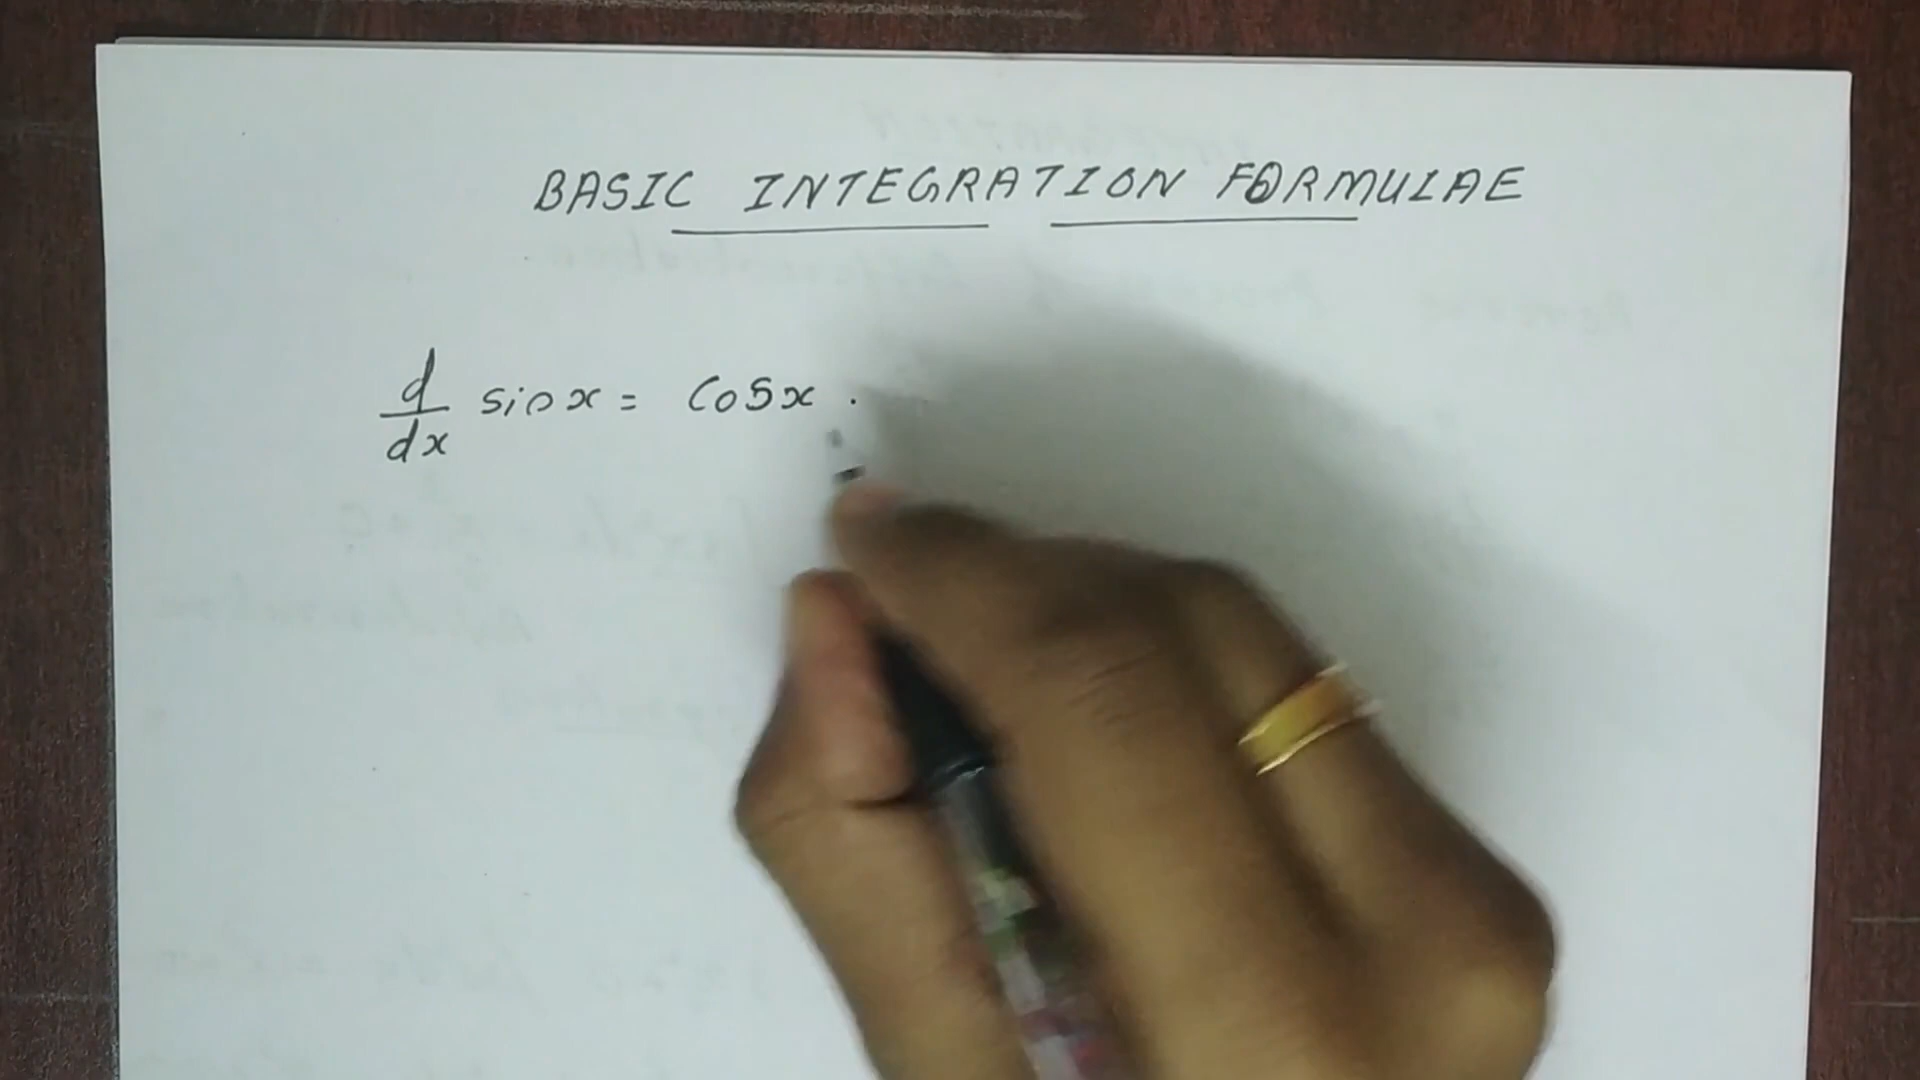 BASIC INTEGRATION FORMULAE
d/dx sin x = cos x .